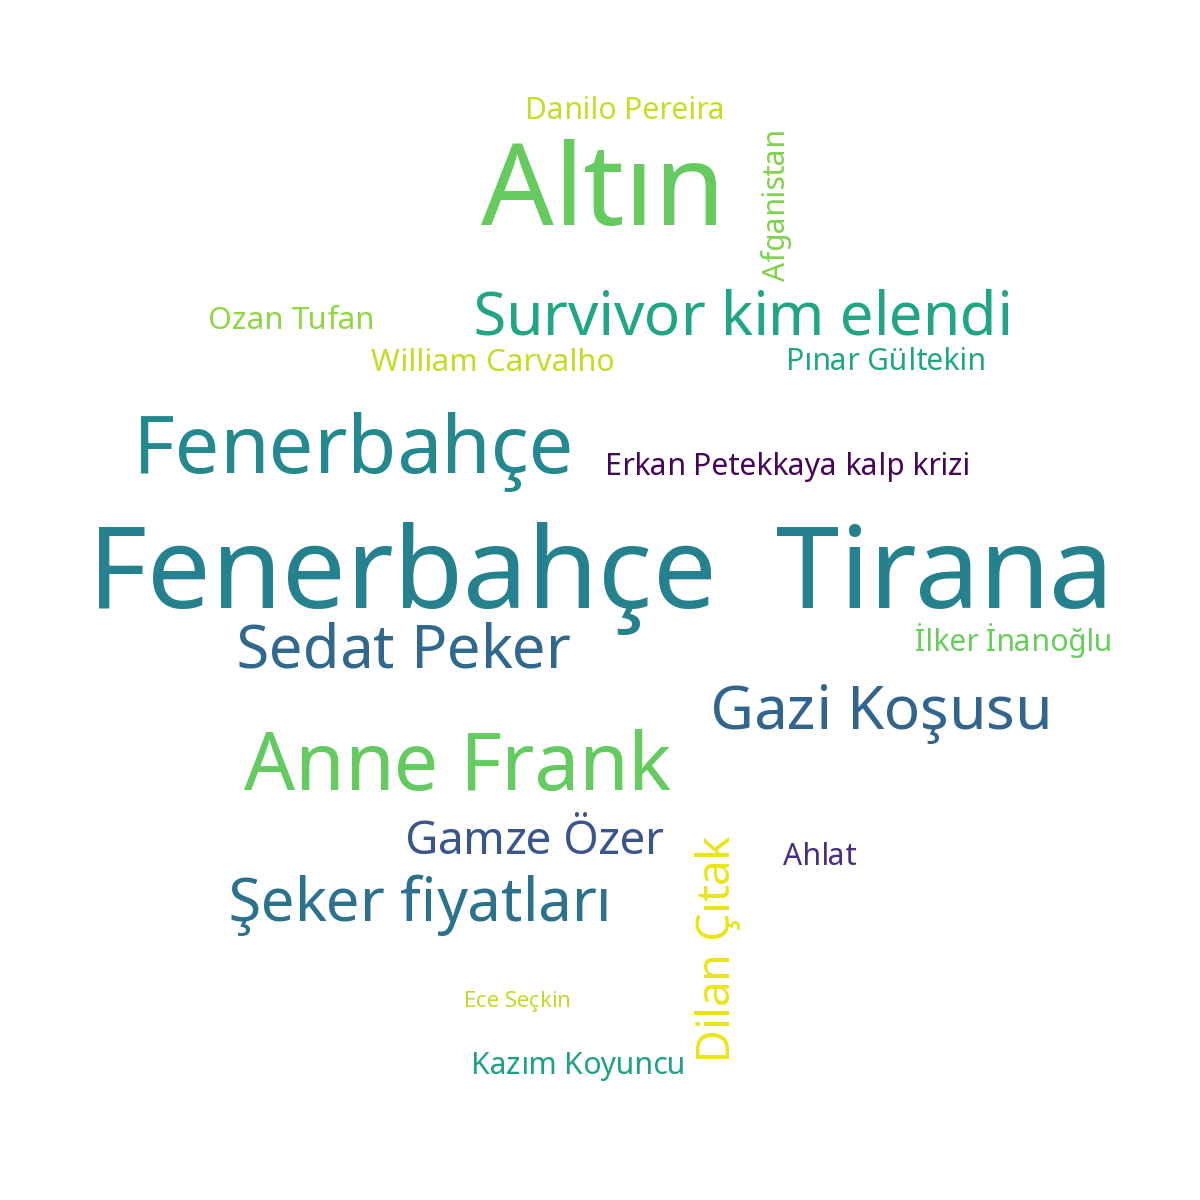 Danilo Pereira
Altın
Afganistan
Survivor kim elendi
Ozan Tufan
William Carvalho
Pınar Gültekin
Fenerbahçe
Erkan Petekkaya kalp krizi
Fenerbahçe Tirana
Sedat Peker
İlker İnanoğlu
Gazi Koşusu
Anne Frank
Gamze Özer
Dilan Çıtak
Ahlat
Şeker fiyatları
Ece Seçkin
Kazım Koyuncu